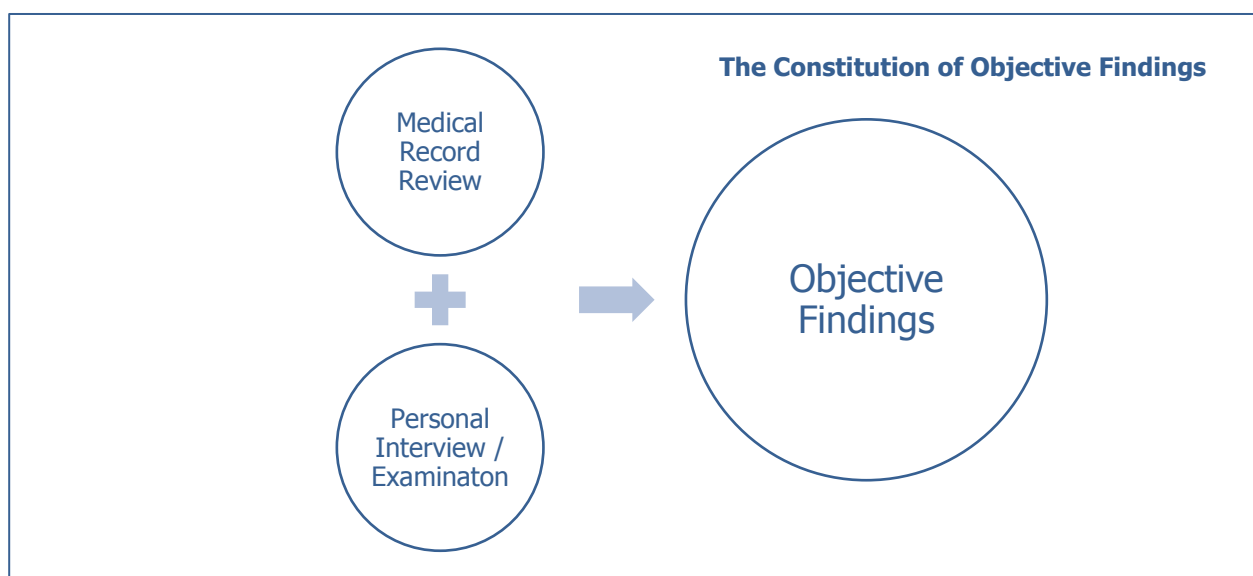 The Constitution of Objective Findings
Medical
Record
Review
Personal
Interview /
Examinaton
Objective
Findings